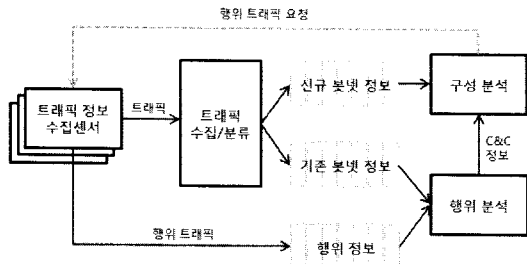 행위 트래픽 요청
트래픽 정보
수집센서
트래픽
트래픽
수집/분류
신규 봇넷 정보
구성 분석
C&C
정보
기존 봇넷 정보
행위 분석
행위 트래픽
행위 정보